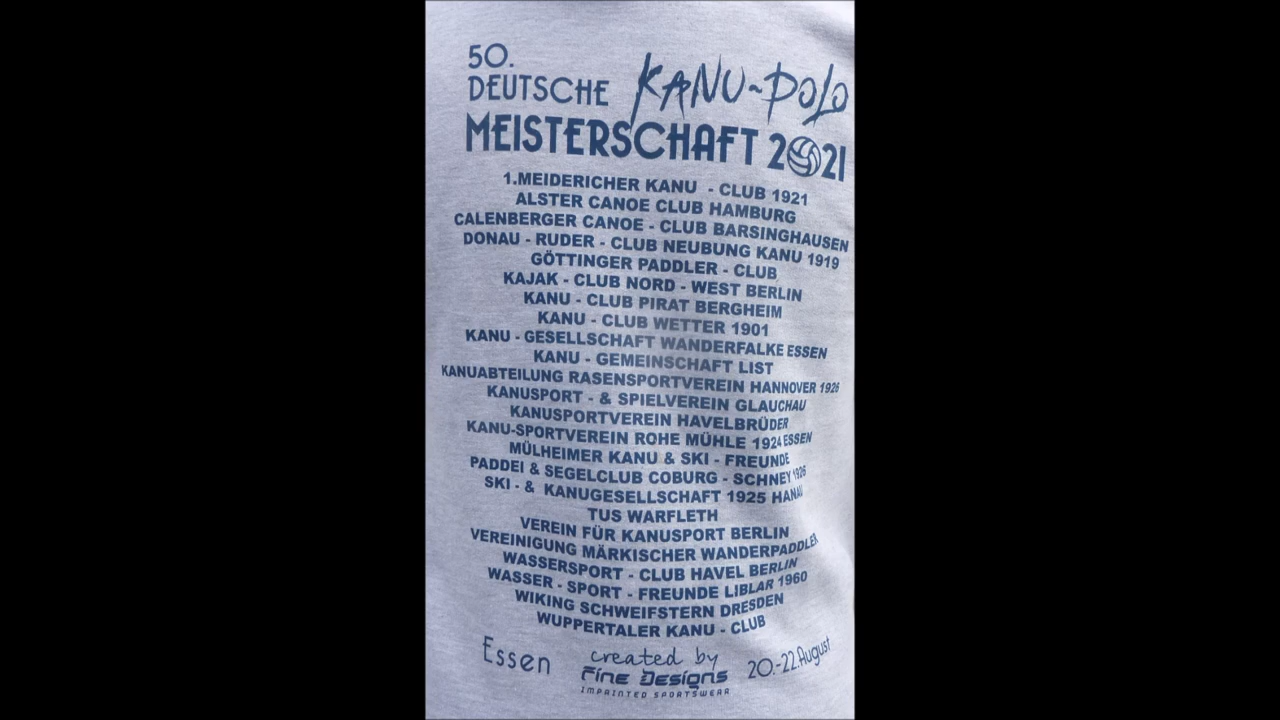 50.
DEUTSCHE KANU-POLO
MEISTERSCHAFT 2021
1.MEIDERICHER KANU - CLUB 1921
ALSTER CANOE CLUB HAMBURG
CALENBERGER CANOE - CLUB BARSINGHAUSEN
DONAU - RUDER - CLUB NEUBUNG KANU 1919
GÖTTINGER PADDLER - CLUB
KAJAK - CLUB NORD - WEST BERLIN
KANU - CLUB PIRAT BERGHEIM
KANU - CLUB WETTER 1901
KANU - GESELLSCHAFT WANDERFALKE ESSEN
KANU - GEMEINSCHAFT LIST
KANUABTEILUNG RASENSPORTVEREIN HANNOVER 1926
KANUSPORT - & SPIELVEREIN GLAUCHAU
KANUSPORTVEREIN HAVELBRÜDER
KANU-SPORTVEREIN ROHE MÜHLE 1924 ESSEN
MÜLHEIMER KANU & SKI - FREUNDE
PADDEI & SEGELCLUB COBURG - SCHNEY 1926
SKI - & KANUGESELLSCHAFT 1925 HANAU
TUS WARFLETH
VEREIN FÜR KANUSPORT BERLIN
VEREINIGUNG MÄRKISCHER WANDERPADDLER
WASSERSPORT - CLUB HAVEL BERLIN
WASSER - SPORT - FREUNDE LIBLAR 1960
WIKING SCHWEIFSTERN DRESDEN
WUPPERTALER KANU - CLUB
Essen
created by
Fine Designs
IMPRINTED SPORTSWEAR
20.-22.August